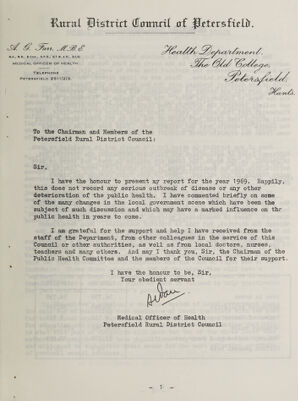 Rural District Council of Petersfield.
A. G. Farr, M.B.E.
MEDICAL OFFICER OF HEALTH.
TELEPHONE
PETERSFIELD
Health Department,
The Old College,
Petersfield,
Hants.
To the Chairman and Members of the
Petersfield Rural District Council:
Sir,
I have the honour to present my report for the year 1969. Happily,
this does not record any serious outbreak of disease or any other
deterioration of the public health. I have commented briefly on some
of the many changes in the local government scene which have been the
subject of much discussion and which may have a marked influence on the
public health in years to come.
I am grateful for the support and help I have received from the
staff of the Department, from other colleagues in the service of this
Council or other authorities, as well as from local doctors, nurses,
teachers and many others. And may I thank you, Sir, the Chairman of the
Public Health Committee and the members of the Council for their support.
I have the honour to be, Sir,
Your obedient servant
Medical Officer of Health
Petersfield Rural District Council